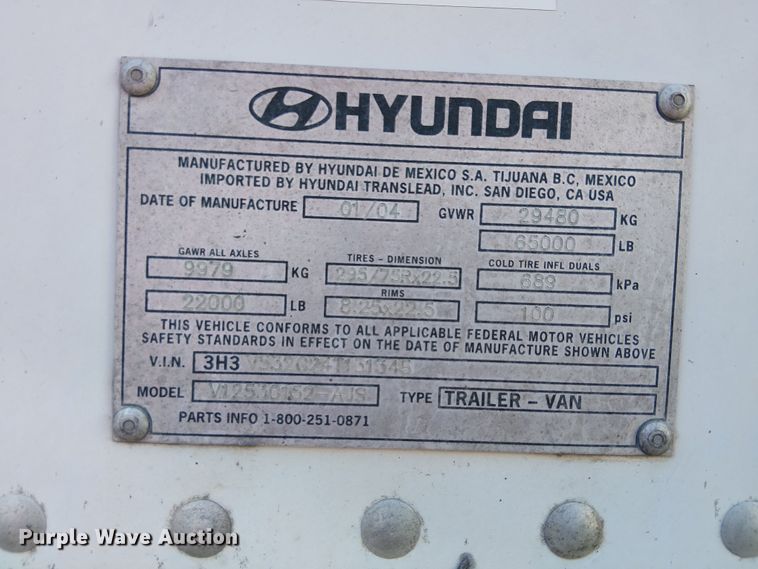 HYUNDAI
MANUFACTURED BY HYUNDAI DE MEXICO S.A. TIJUANA B.C, MEXICO
IMPORTED BY HYUNDAI TRANSLEAD, INC. SAN DIEGO, CA USA
DATE OF MANUFACTURE 01/04 GVWR 29480 KG
65000 LB
GAWR ALL AXLES TIRES - DIMENSION COLD TIRE INFL DUALS
9979 KG 295/75Rx22.5 689 kPa
RIMS
22000 LB 8.25x22.5 100 psi
THIS VEHICLE CONFORMS TO ALL APPLICABLE FEDERAL MOTOR VEHICLES
SAFETY STANDARDS IN EFFECT ON THE DATE OF MANUFACTURE SHOWN ABOVE
V.I.N. 3H3
MODEL TYPE TRAILER - VAN
PARTS INFO 1-800-251-0871
Purple Wave Auction